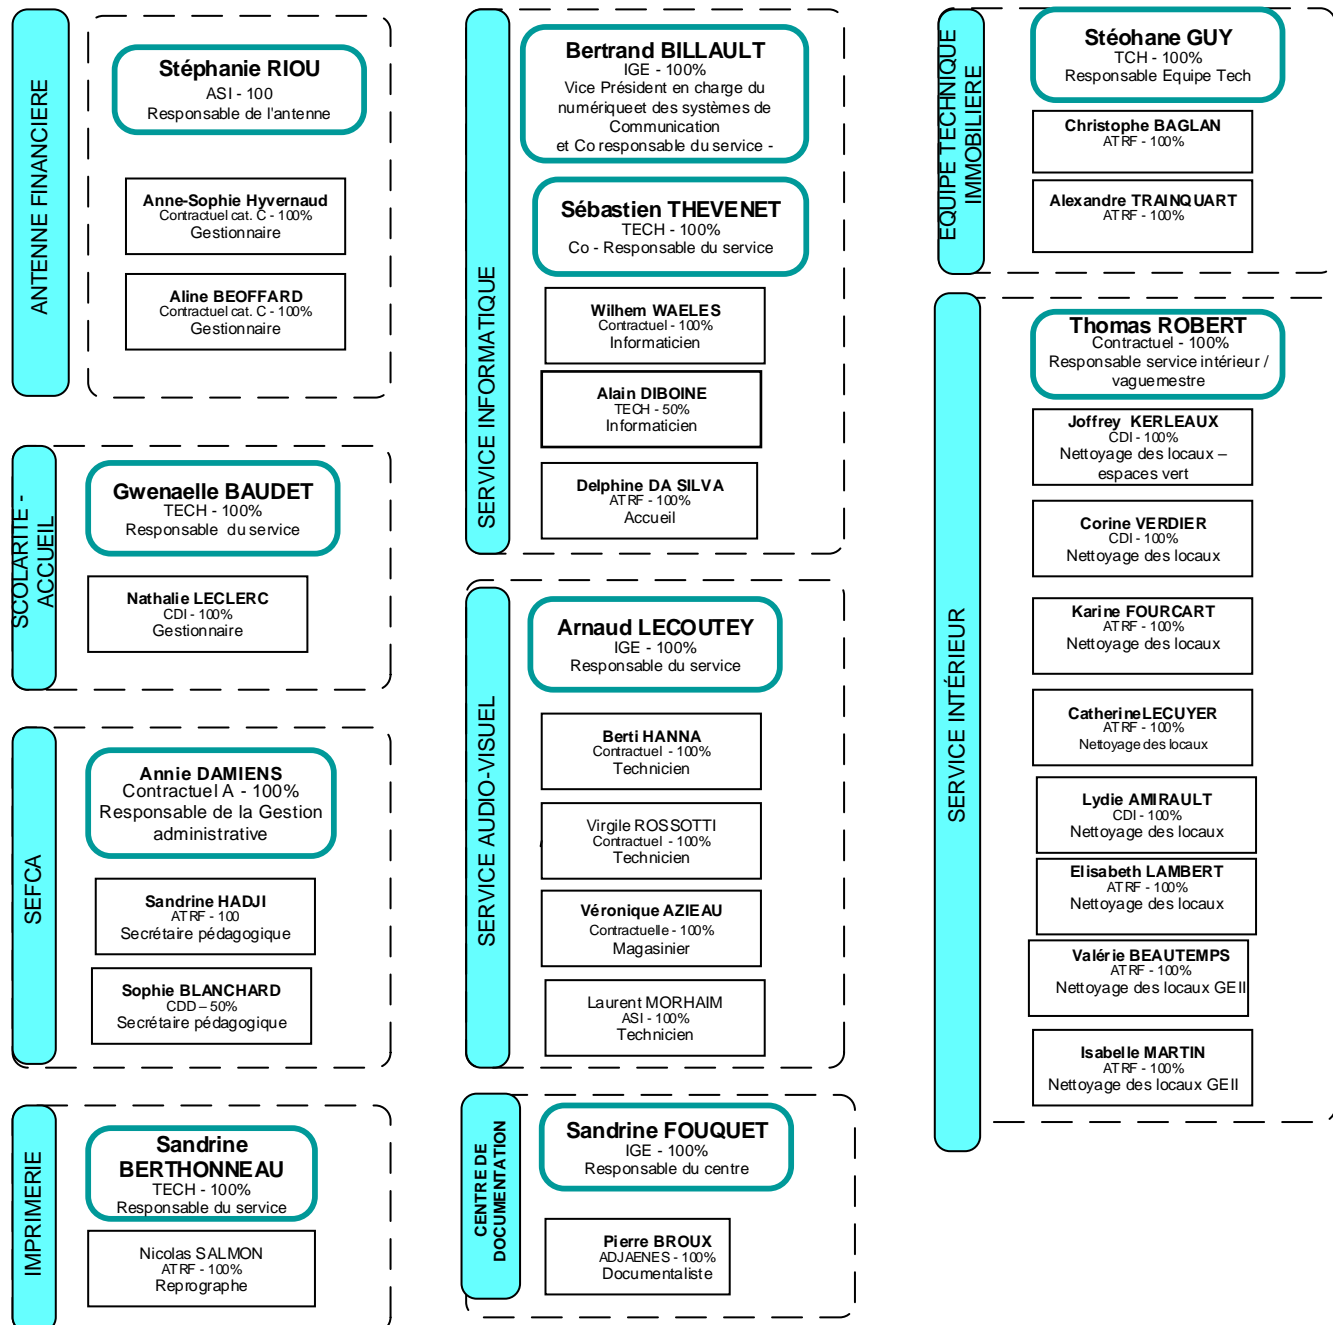 ANTENNE FINANCIERE
Stéphanie RIOU
ASI - 100
Responsable de l'antenne
Anne-Sophie Hyvernaud
Contractuel cat. C - 100%
Gestionnaire
Aline BEOFFARD
Contractuel cat. C - 100%
Gestionnaire
SCOLARITE -
ACCUEIL
Gwenaelle BAUDET
TECH - 100%
Responsable du service
Nathalie LECLERC
CDI - 100%
Gestionnaire
SEFCA
Annie DAMIENS
Contractuel A - 100%
Responsable de la Gestion
administrative
Sandrine HADJI
ATRF - 100
Secrétaire pédagogique
Sophie BLANCHARD
CDD – 50%
Secrétaire pédagogique
IMPRIMERIE
Sandrine
BERTHONNEAU
TECH - 100%
Responsable du service
Nicolas SALMON
ATRF - 100%
Reprographe
SERVICE INFORMATIQUE
Bertrand BILLAULT
IGE - 100%
Vice Président en charge du
numériqueet des systèmes de
Communication
et Co responsable du service -
Sébastien THEVENET
TECH - 100%
Co - Responsable du service
Wilhem WAELES
Contractuel - 100%
Informaticien
Alain DIBOINE
TECH - 50%
Informaticien
Delphine DA SILVA
ATRF - 100%
Accueil
SERVICE AUDIO-VISUEL
Arnaud LECOUTEY
IGE - 100%
Responsable du service
Berti HANNA
Contractuel - 100%
Technicien
Virgile ROSSOTTI
Contractuel - 100%
Technicien
Véronique AZIEAU
Contractuelle - 100%
Magasinier
Laurent MORHAIM
ASI - 100%
Technicien
CENTRE DE
DOCUMENTATION
Sandrine FOUQUET
IGE - 100%
Responsable du centre
Pierre BROUX
ADJAENES - 100%
Documentaliste
EQUIPE TECHNIQUE
IMMOBILIERE
Stéohane GUY
TCH - 100%
Responsable Equipe Tech
Christophe BAGLAN
ATRF - 100%
Alexandre TRAINQUART
ATRF - 100%
SERVICE INTÉRIEUR
Thomas ROBERT
Contractuel - 100%
Responsable service intérieur /
vaguemestre
Joffrey KERLEAUX
CDI - 100%
Nettoyage des locaux –
espaces vert
Corine VERDIER
CDI - 100%
Nettoyage des locaux
Karine FOURCART
ATRF - 100%
Nettoyage des locaux
CatherineLECUYER
ATRF - 100%
Nettoyage des locaux
Lydie AMIRAULT
CDI - 100%
Nettoyage des locaux
Elisabeth LAMBERT
ATRF - 100%
Nettoyage des locaux
Valérie BEAUTEMPS
ATRF - 100%
Nettoyage des locaux GEII
Isabelle MARTIN
ATRF - 100%
Nettoyage des locaux GEII